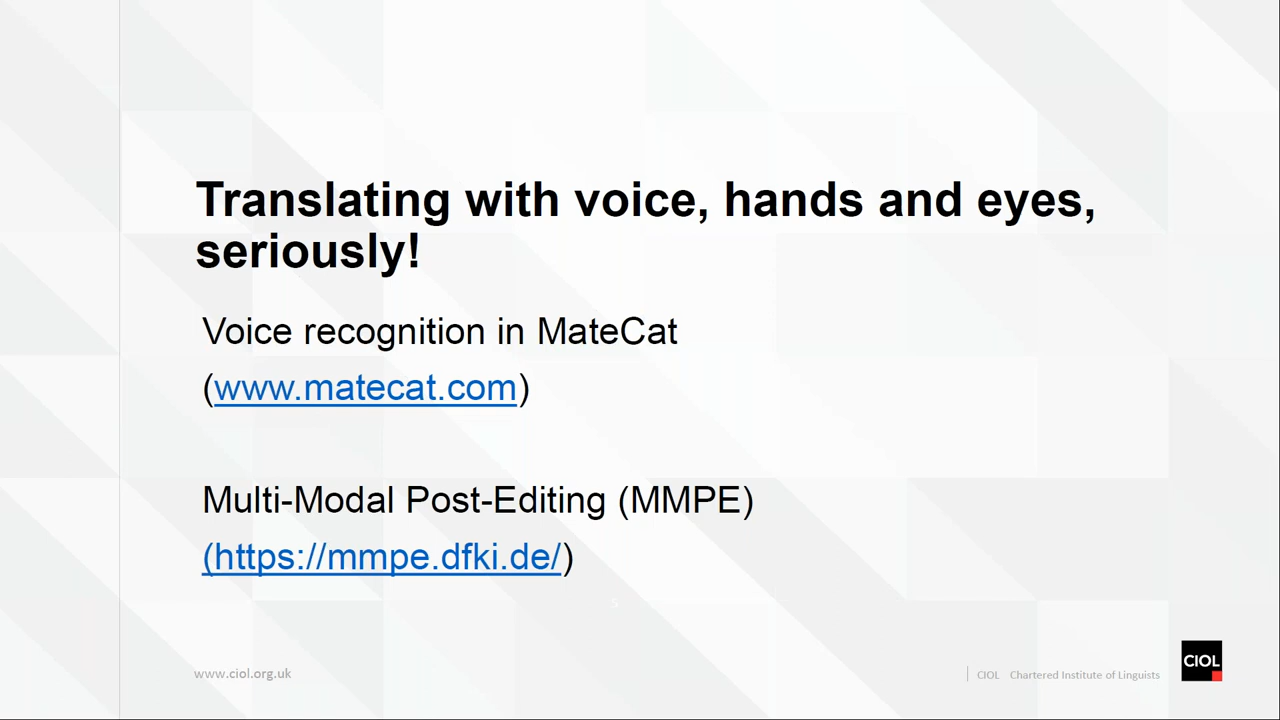 Translating with voice, hands and eyes,
seriously!
Voice recognition in MateCat
(www.matecat.com)
Multi-Modal Post-Editing (MMPE)
(https://mmpe.dfki.de/)
5
www.ciol.org.uk
CIOL Chartered Institute of Linguists
CIOL